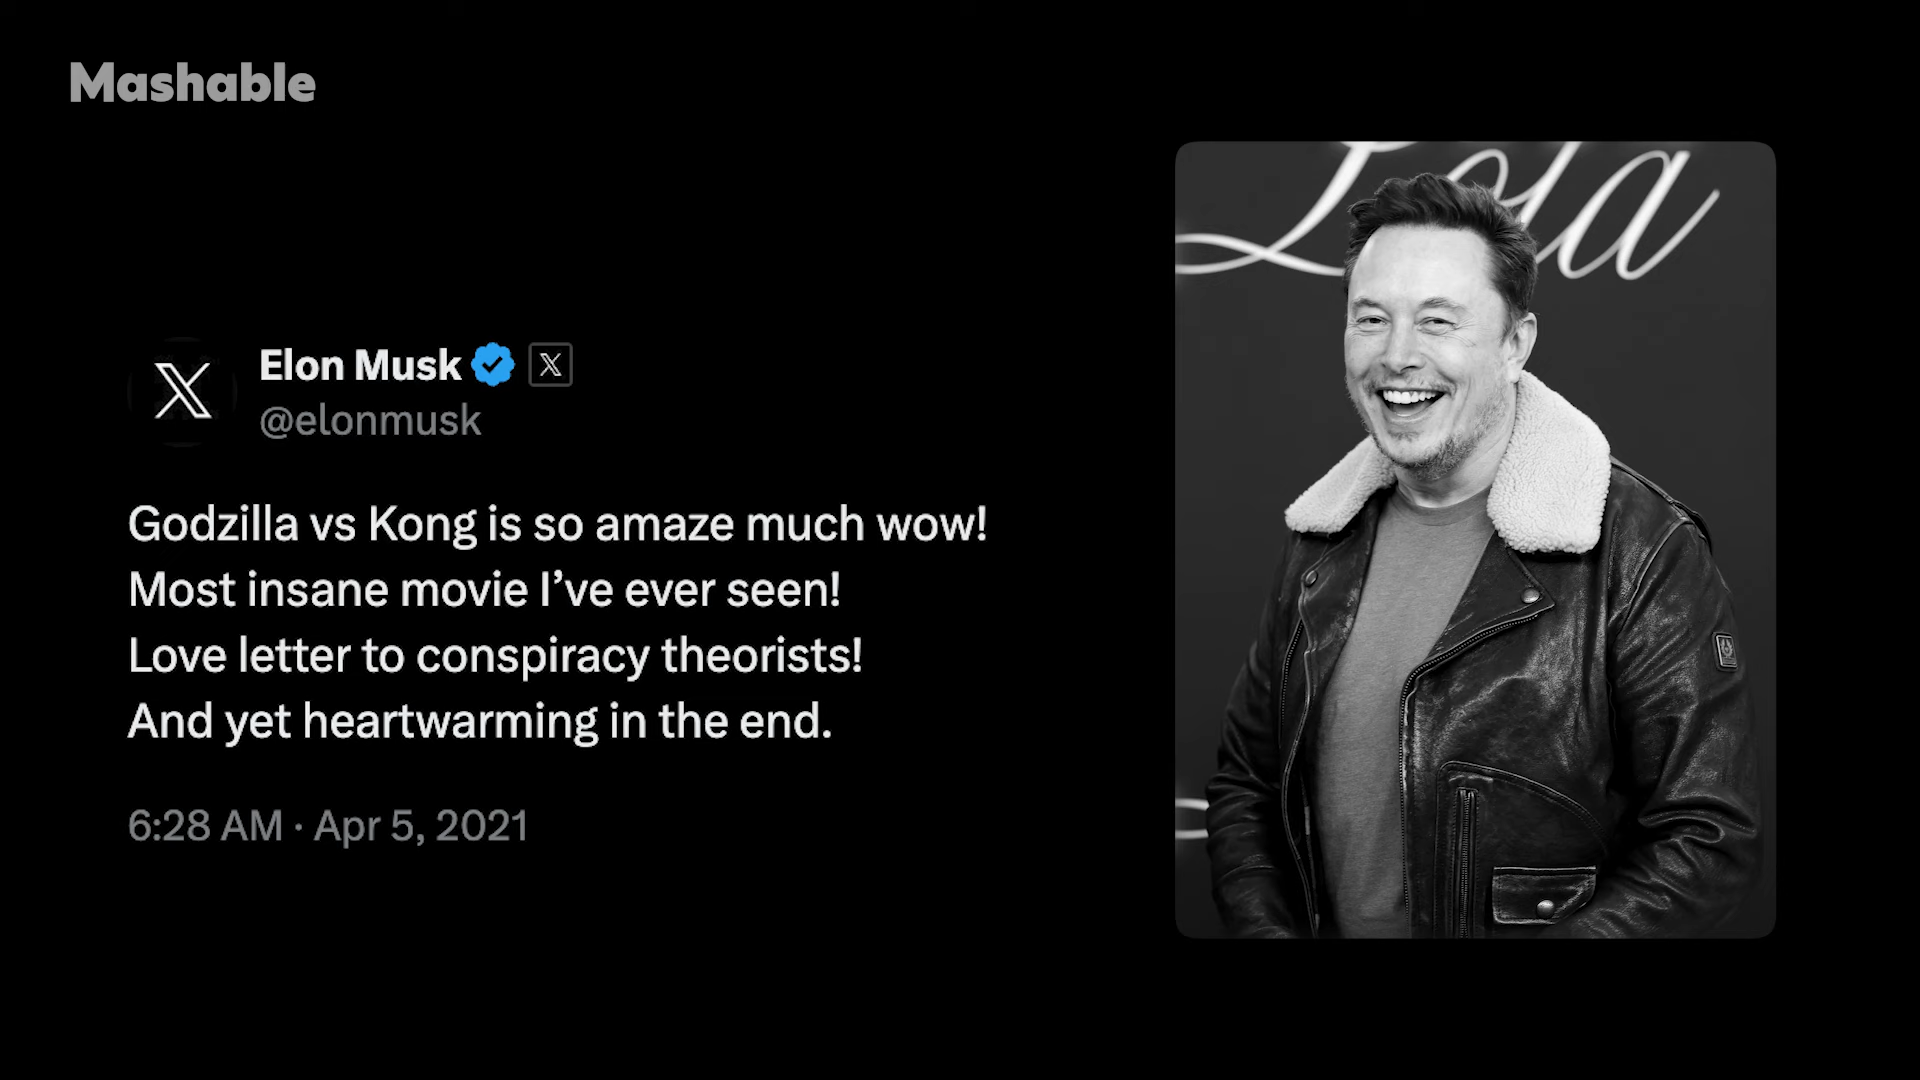 Mashable
Lola
Elon Musk
@elonmusk
Godzilla vs Kong is so amaze much wow!
Most insane movie I’ve ever seen!
Love letter to conspiracy theorists!
And yet heartwarming in the end.
6:28 AM · Apr 5, 2021